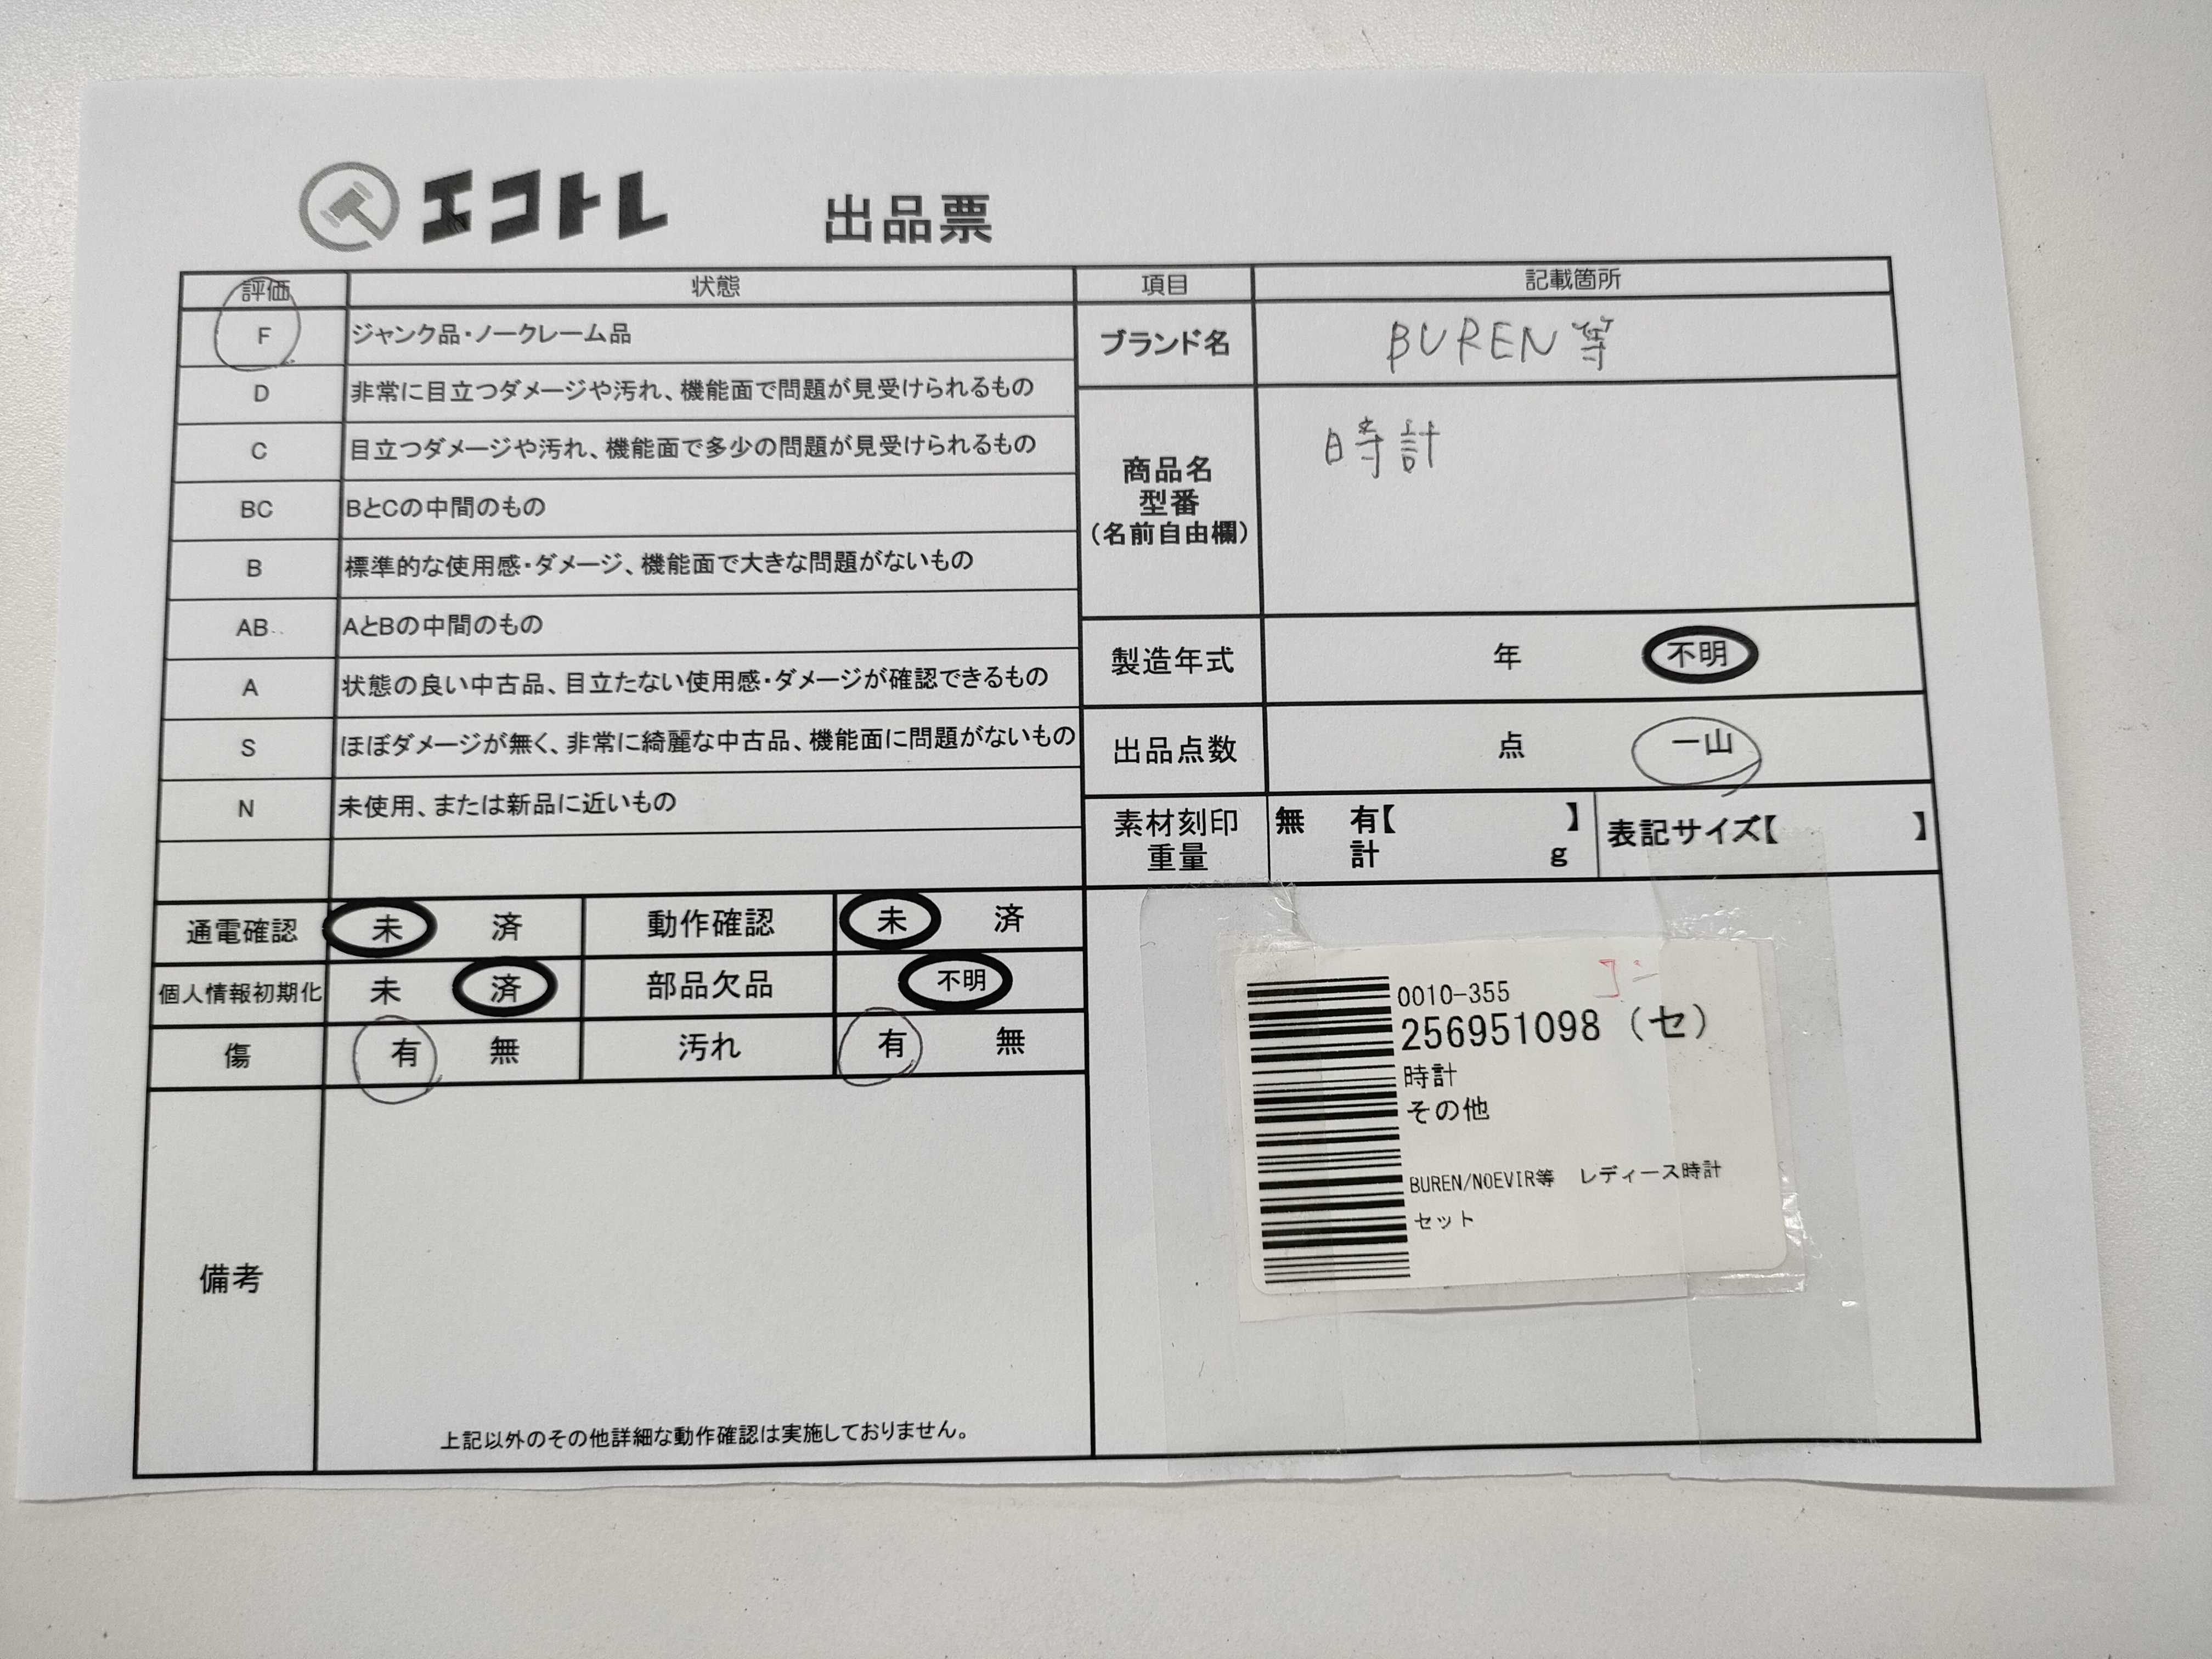 エコトレ 出品票
評価 状態 項目 記載箇所
F ジャンク品・ノークレーム品
D 非常に目立つダメージや汚れ、機能面で問題が見受けられるもの
C 目立つダメージや汚れ、機能面で多少の問題が見受けられるもの
BC BとCの中間のもの
B 標準的な使用感・ダメージ、機能面で大きな問題がないもの
AB AとBの中間のもの
A 状態の良い中古品、目立たない使用感・ダメージが確認できるもの
S ほぼダメージが無く、非常に綺麗な中古品、機能面に問題がないもの
N 未使用、または新品に近いもの
ブランド名 BUREN等
商品名
型番
(名前自由欄)
時計
製造年式 年 不明
出品点数 点 一山
素材刻印
重量
無 有【 】
計 g
表記サイズ【 】
通電確認 未 済 動作確認 未 済
個人情報初期化 未 済 部品欠品 不明
傷 有 無 汚れ 有 無
備考
上記以外のその他詳細な動作確認は実施しておりません。
0010-355
256951098 (セ)
時計
その他
BUREN/NOEVIR等 レディース時計
セット